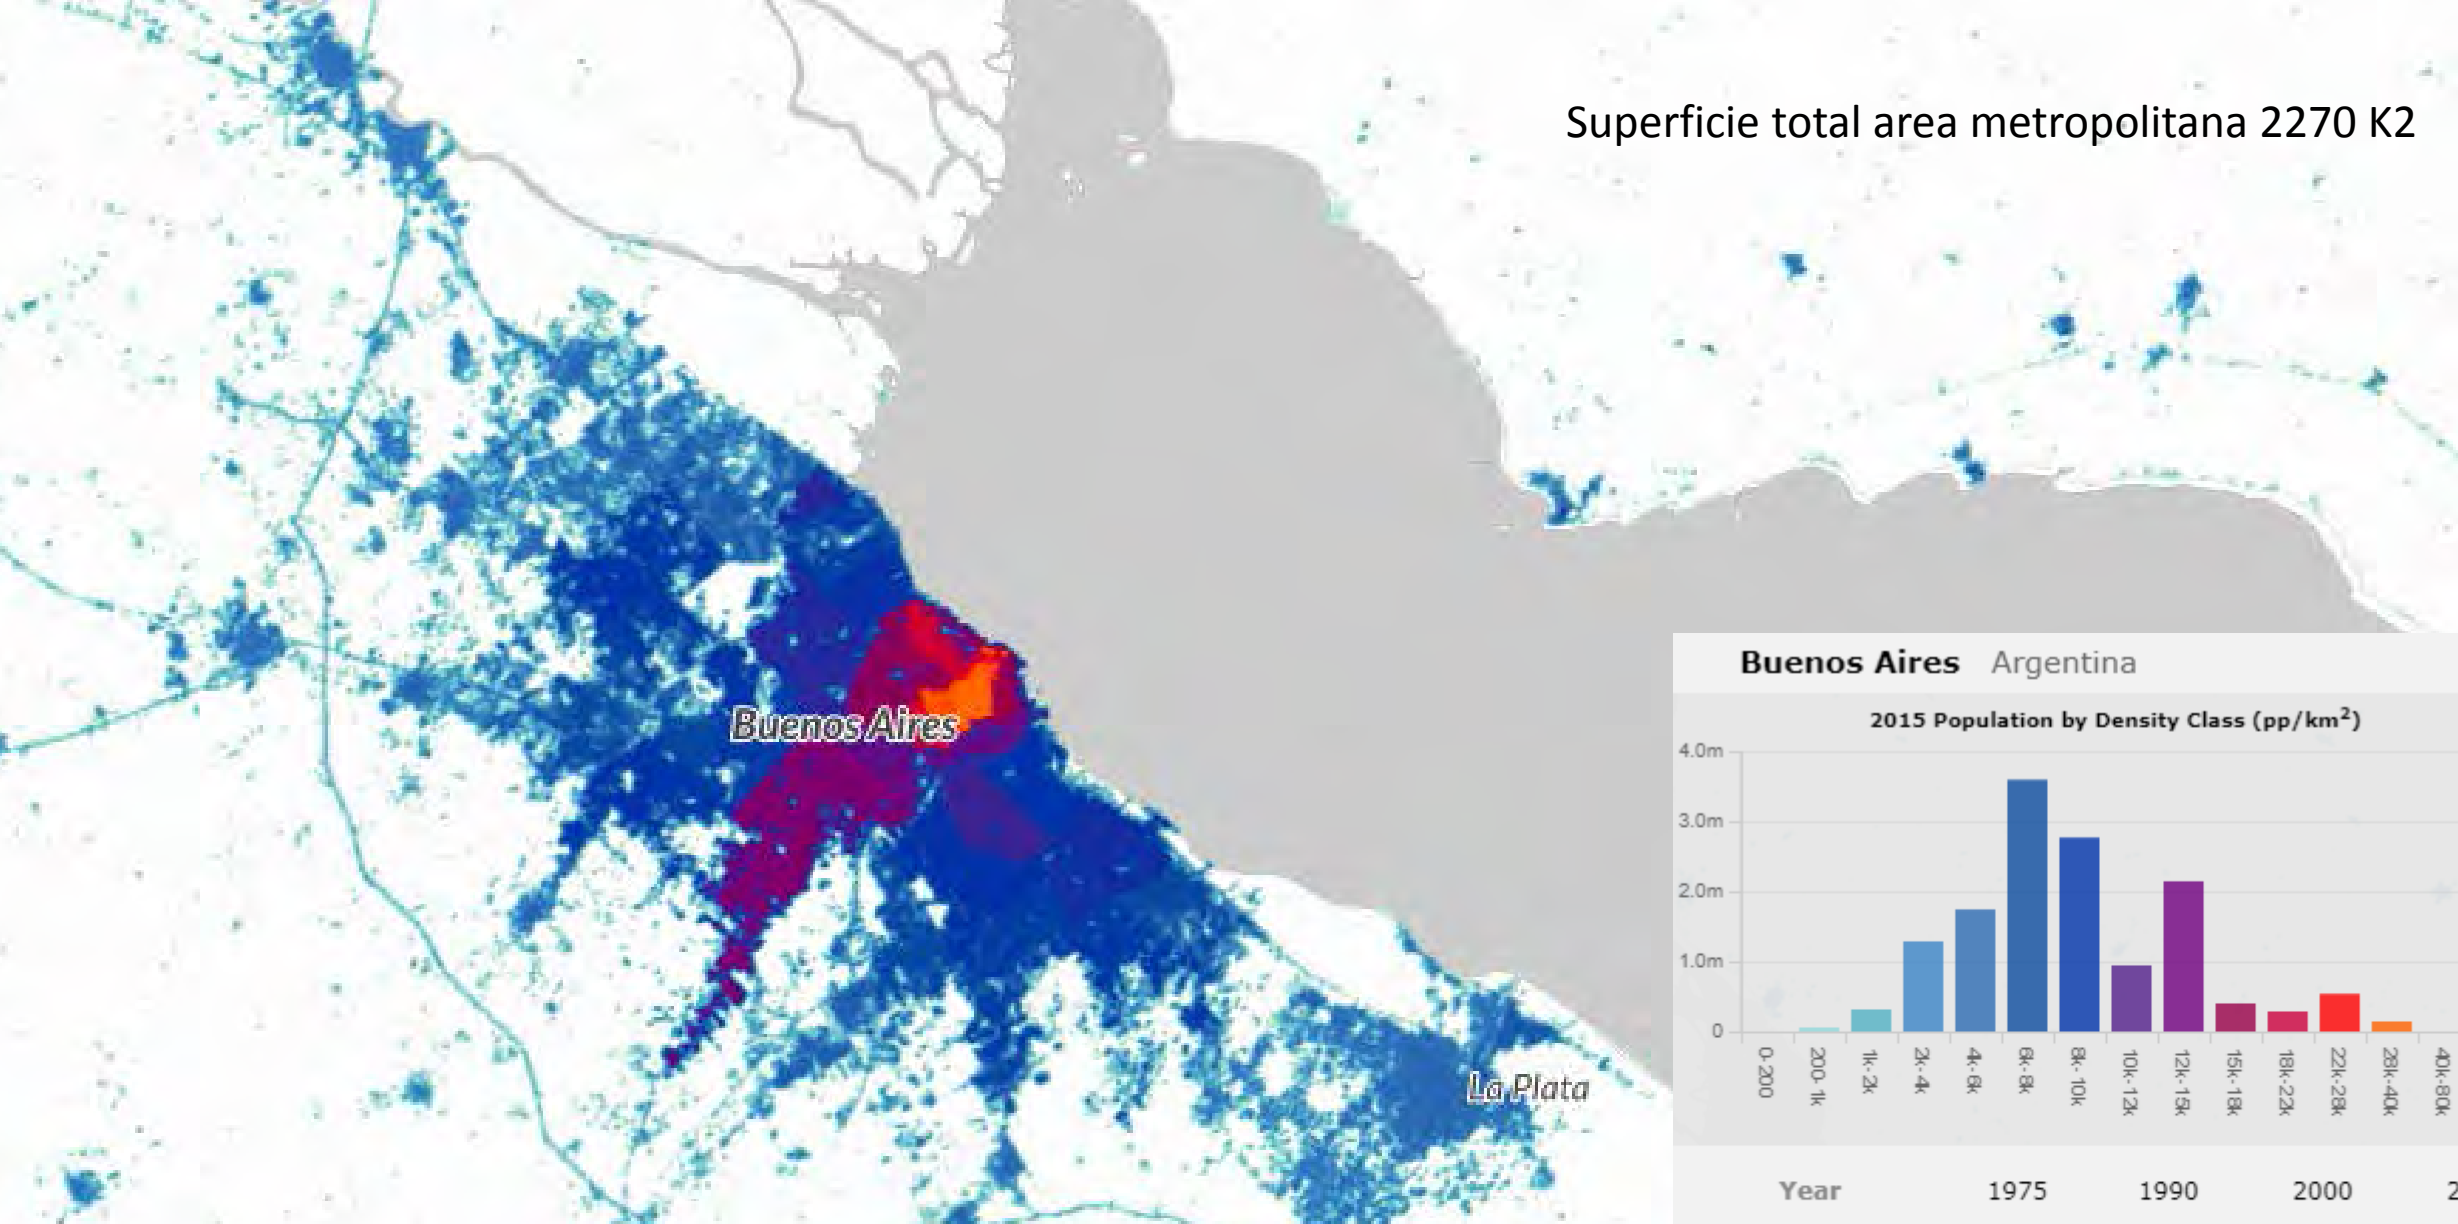 Superficie total area metropolitana 2270 K2
Buenos Aires
La Plata
Buenos Aires Argentina
2015 Population by Density Class (pp/km²)
4.0m
3.0m
2.0m
1.0m
0
0-200
200-1k
1k-2k
2k-4k
4k-6k
6k-8k
8k-10k
10k-12k
12k-15k
15k-18k
18k-22k
22k-28k
28k-40k
40k-80k
Year 1975 1990 2000 2